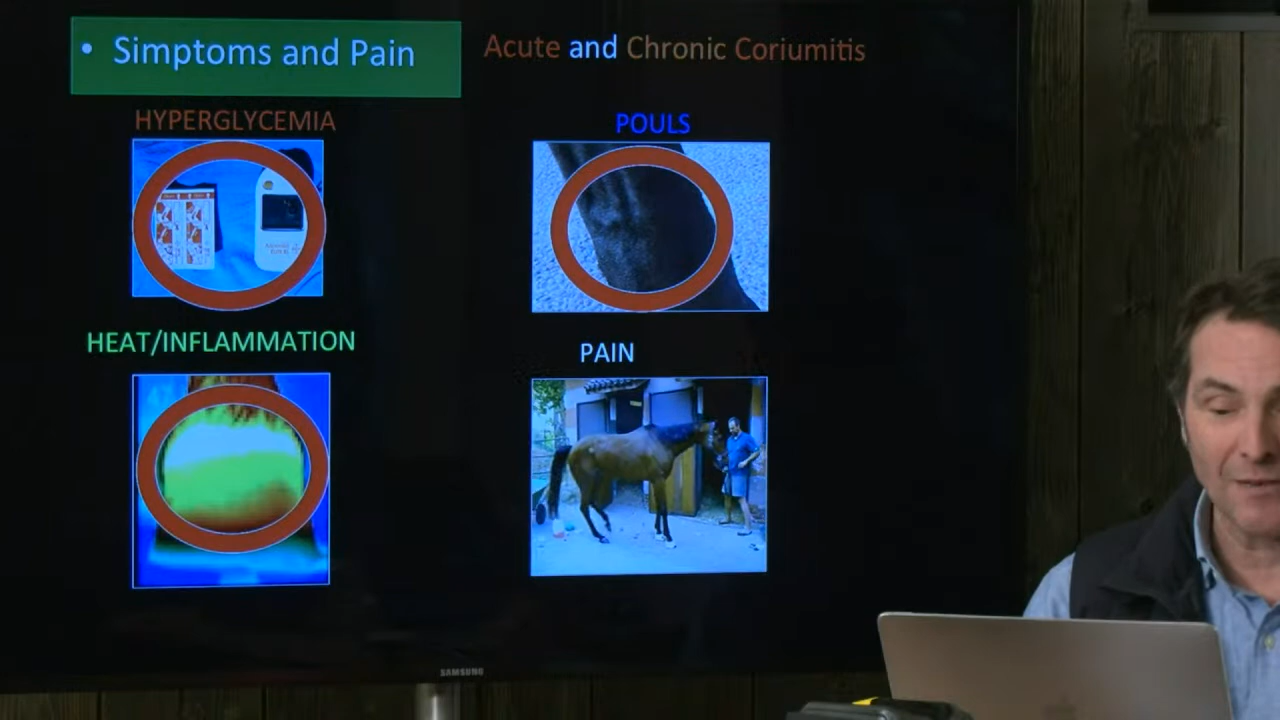 • Simptoms and Pain
Acute and Chronic Coriumitis
HYPERGLYCEMIA
POULS
HEAT/INFLAMMATION
PAIN
SAMSUNG